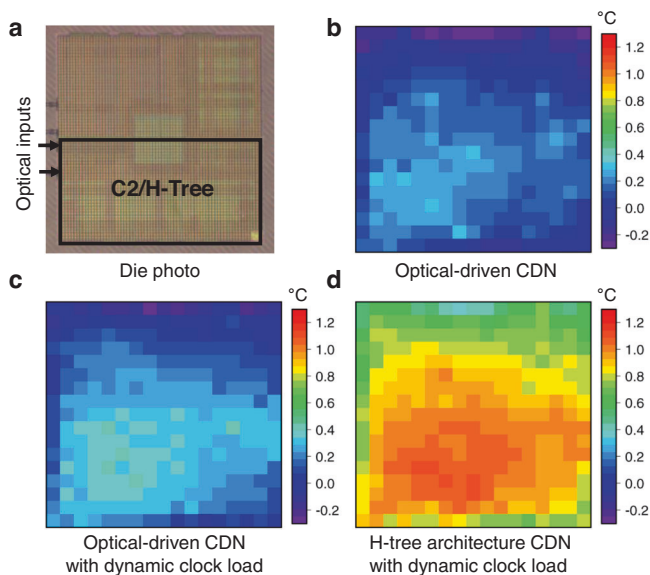 a
Optical inputs
C2/H-Tree
Die photo
b
°C
1.2
1.0
0.8
0.6
0.4
0.2
0.0
-0.2
Optical-driven CDN
c
°C
1.2
1.0
0.8
0.6
0.4
0.2
0.0
-0.2
Optical-driven CDN
with dynamic clock load
d
°C
1.2
1.0
0.8
0.6
0.4
0.2
0.0
-0.2
H-tree architecture CDN
with dynamic clock load